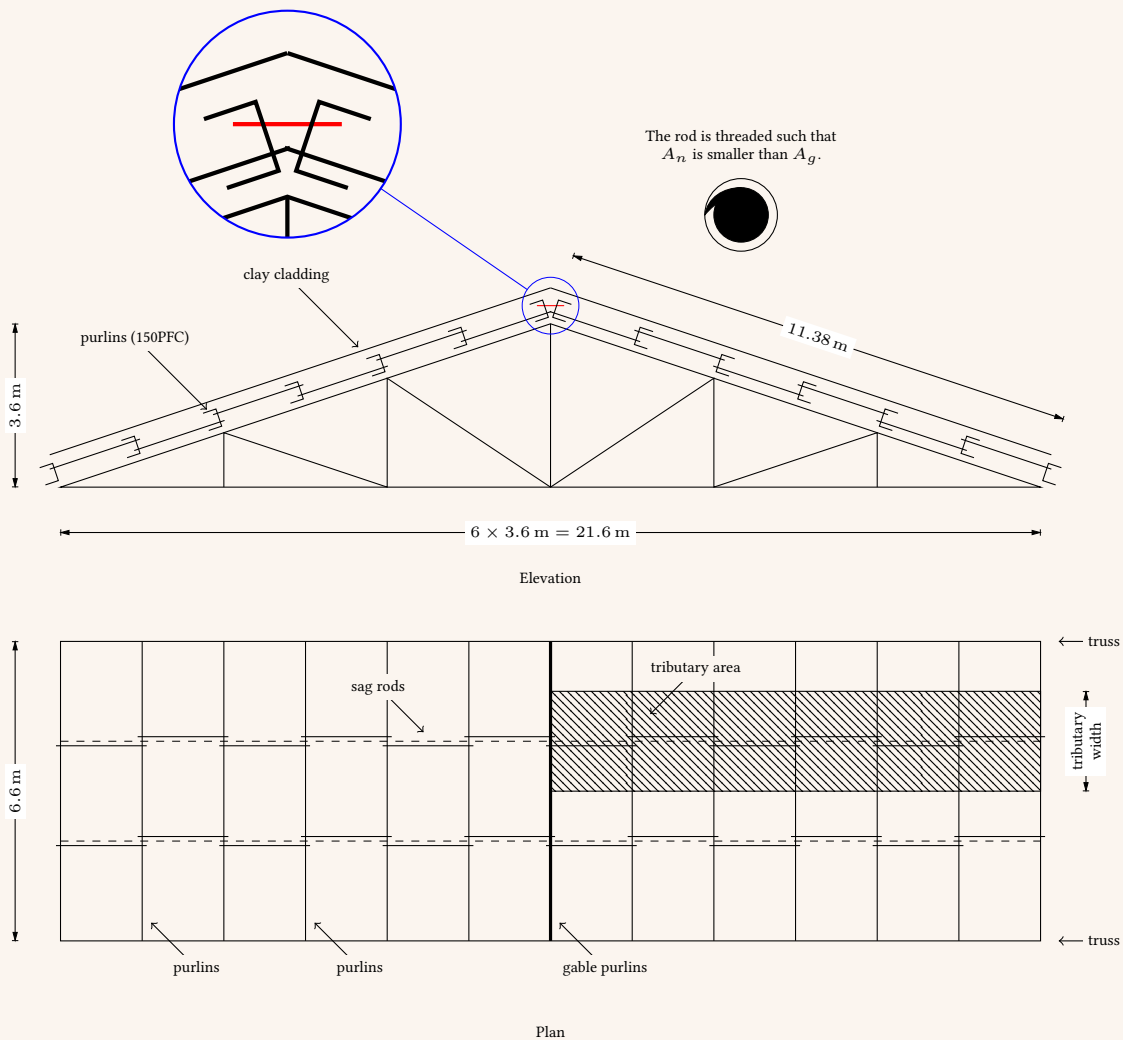 The rod is threaded such that
Aₙ is smaller than A_g.
clay cladding
purlins (150PFC)
11.38 m
3.6 m
6 × 3.6 m = 21.6 m
Elevation
truss
tributary area
sag rods
tributary
width
6.6 m
truss
purlins
purlins
gable purlins
Plan